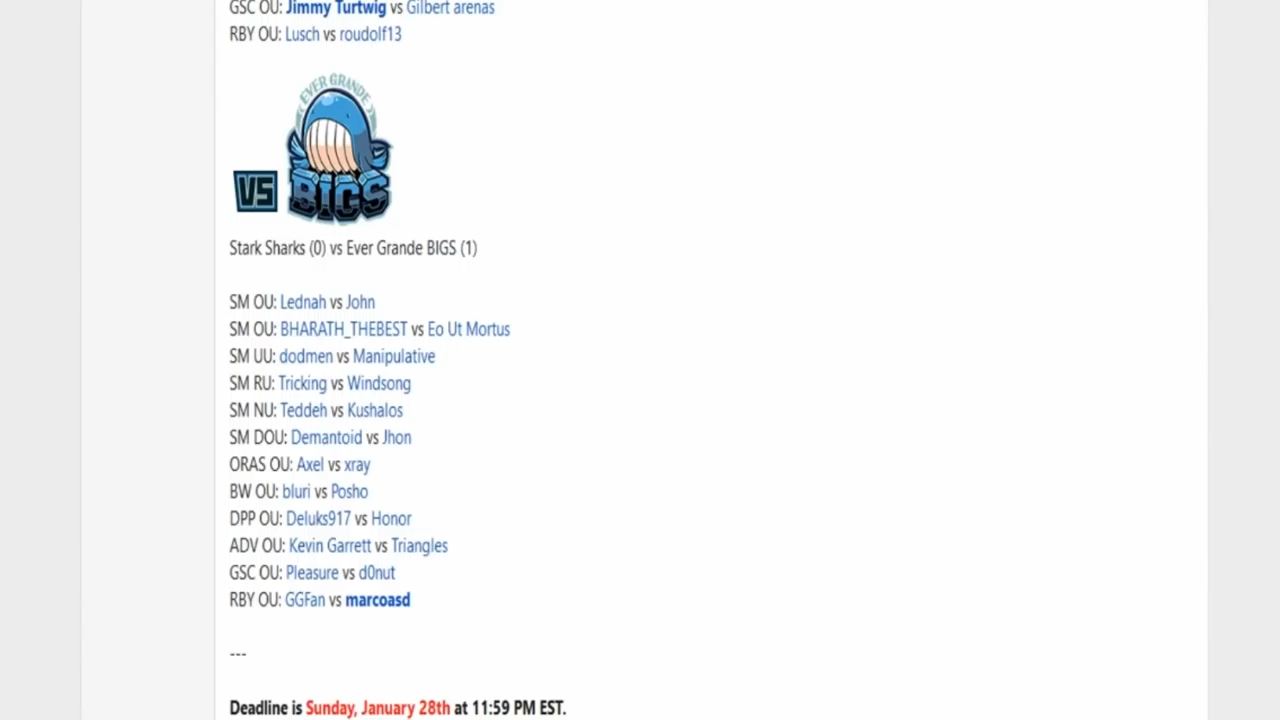 GSC OU: Jimmy Turtwig vs Gilbert arenas
RBY OU: Lusch vs roudolf13
EVER GRANDE
VS
BIGS
Stark Sharks (0) vs Ever Grande BIGS (1)
SM OU: Lednah vs John
SM OU: BHARATH_THEBEST vs Eo Ut Mortus
SM UU: dodmen vs Manipulative
SM RU: Tricking vs Windsong
SM NU: Teddeh vs Kushalos
SM DOU: Demantoid vs Jhon
ORAS OU: Axel vs xray
BW OU: bluri vs Posho
DPP OU: Deluks917 vs Honor
ADV OU: Kevin Garrett vs Triangles
GSC OU: Pleasure vs d0nut
RBY OU: GGFan vs marcoasd
---
Deadline is Sunday, January 28th at 11:59 PM EST.